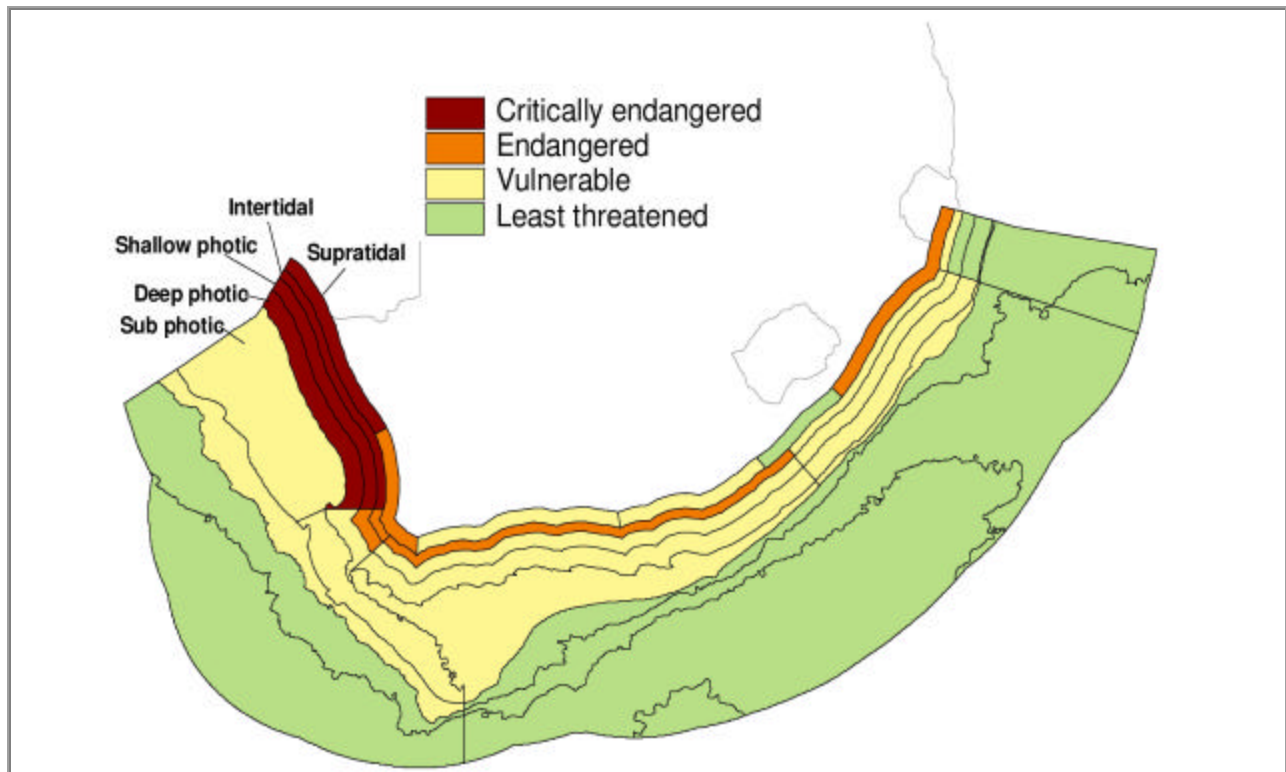 Critically endangered
Endangered
Vulnerable
Least threatened
Intertidal
Shallow photic
Supratidal
Deep photic
Sub photic